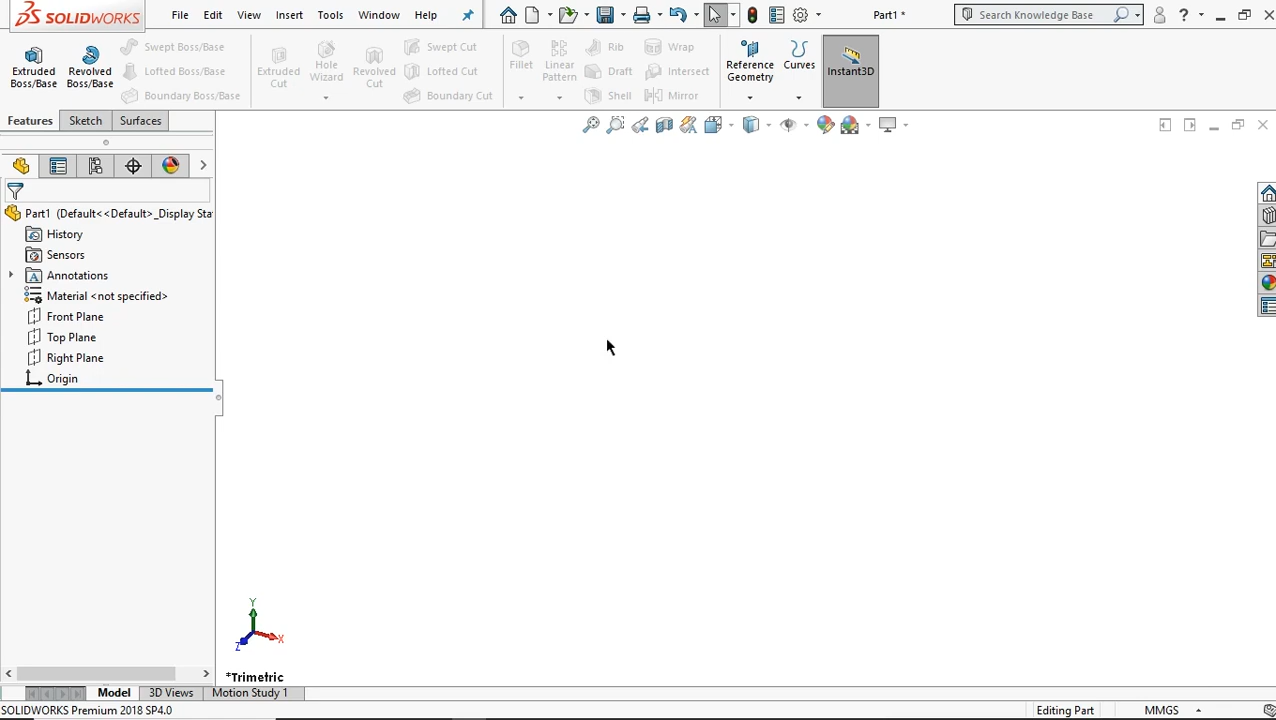 SOLIDWORKS File Edit View Insert Tools Window Help Part1 * Search Knowledge Base ?
Extruded Boss/Base
Revolved Boss/Base
Swept Boss/Base
Lofted Boss/Base
Boundary Boss/Base
Extruded Cut
Hole Wizard
Revolved Cut
Swept Cut
Lofted Cut
Boundary Cut
Fillet
Linear Pattern
Rib
Draft
Shell
Wrap
Intersect
Mirror
Reference Geometry
Curves
Instant3D
Features Sketch Surfaces
Part1 (Default<<Default>_Display Sta
History
Sensors
Annotations
Material <not specified>
Front Plane
Top Plane
Right Plane
Origin
Y
X
Z
*Trimetric
Model 3D Views Motion Study 1
SOLIDWORKS Premium 2018 SP4.0 Editing Part MMGS